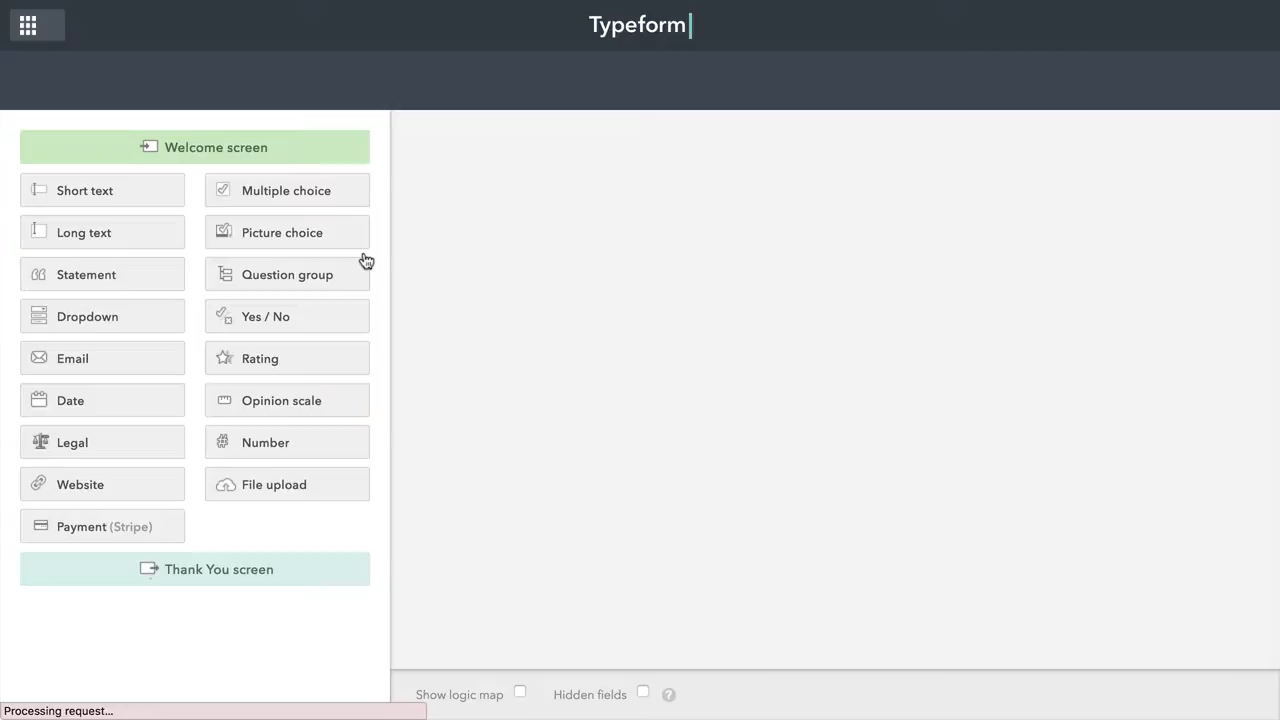 Typeform
Welcome screen
Short text
Multiple choice
Long text
Picture choice
Statement
Question group
Dropdown
Yes / No
Email
Rating
Date
Opinion scale
Legal
Number
Website
File upload
Payment (Stripe)
Thank You screen
Show logic map
Hidden fields
?
Processing request...